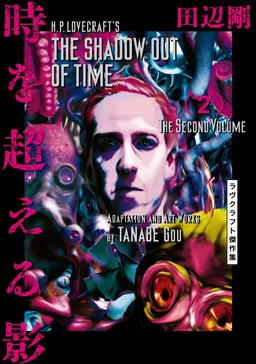 田辺剛
H.P. LOVECRAFT'S
THE SHADOW OUT
OF TIME
2
THE SECOND VOLUME
時を超える影
ADAPTATION AND ART WORKS
BY TANABE GOU
ラヴクラフト傑作集